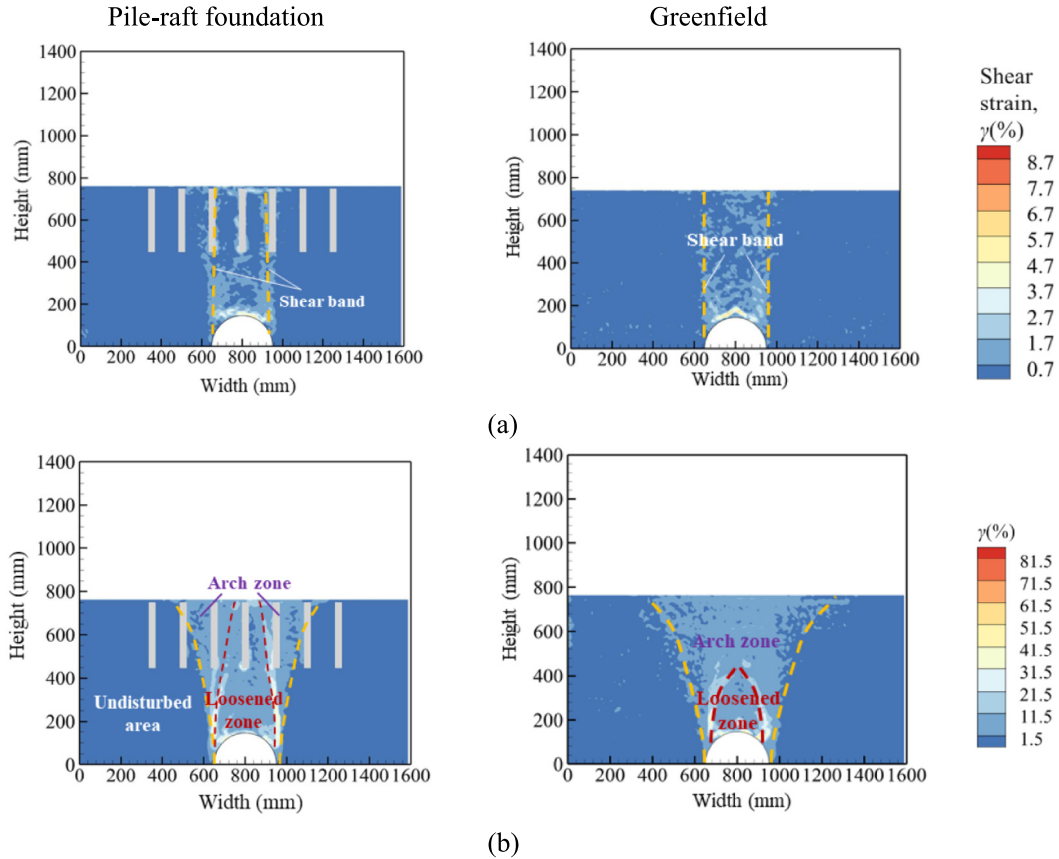 Pile-raft foundation
Greenfield
1400
1200
1000
800
600
400
200
0
Height (mm)
Shear band
0 200 400 600 800 1000 1200 1400 1600
Width (mm)
1400
1200
1000
800
600
400
200
0
Height (mm)
Shear band
0 200 400 600 800 1000 1200 1400 1600
Width (mm)
Shear
strain,
γ(%)
8.7
7.7
6.7
5.7
4.7
3.7
2.7
1.7
0.7
(a)
1400
1200
1000
800
600
400
200
0
Height (mm)
Arch zone
Undisturbed
area
Loosened
zone
0 200 400 600 800 1000 1200 1400 1600
Width (mm)
1400
1200
1000
800
600
400
200
0
Height (mm)
Arch zone
Loosened
zone
0 200 400 600 800 1000 1200 1400 1600
Width (mm)
γ(%)
81.5
71.5
61.5
51.5
41.5
31.5
21.5
11.5
1.5
(b)